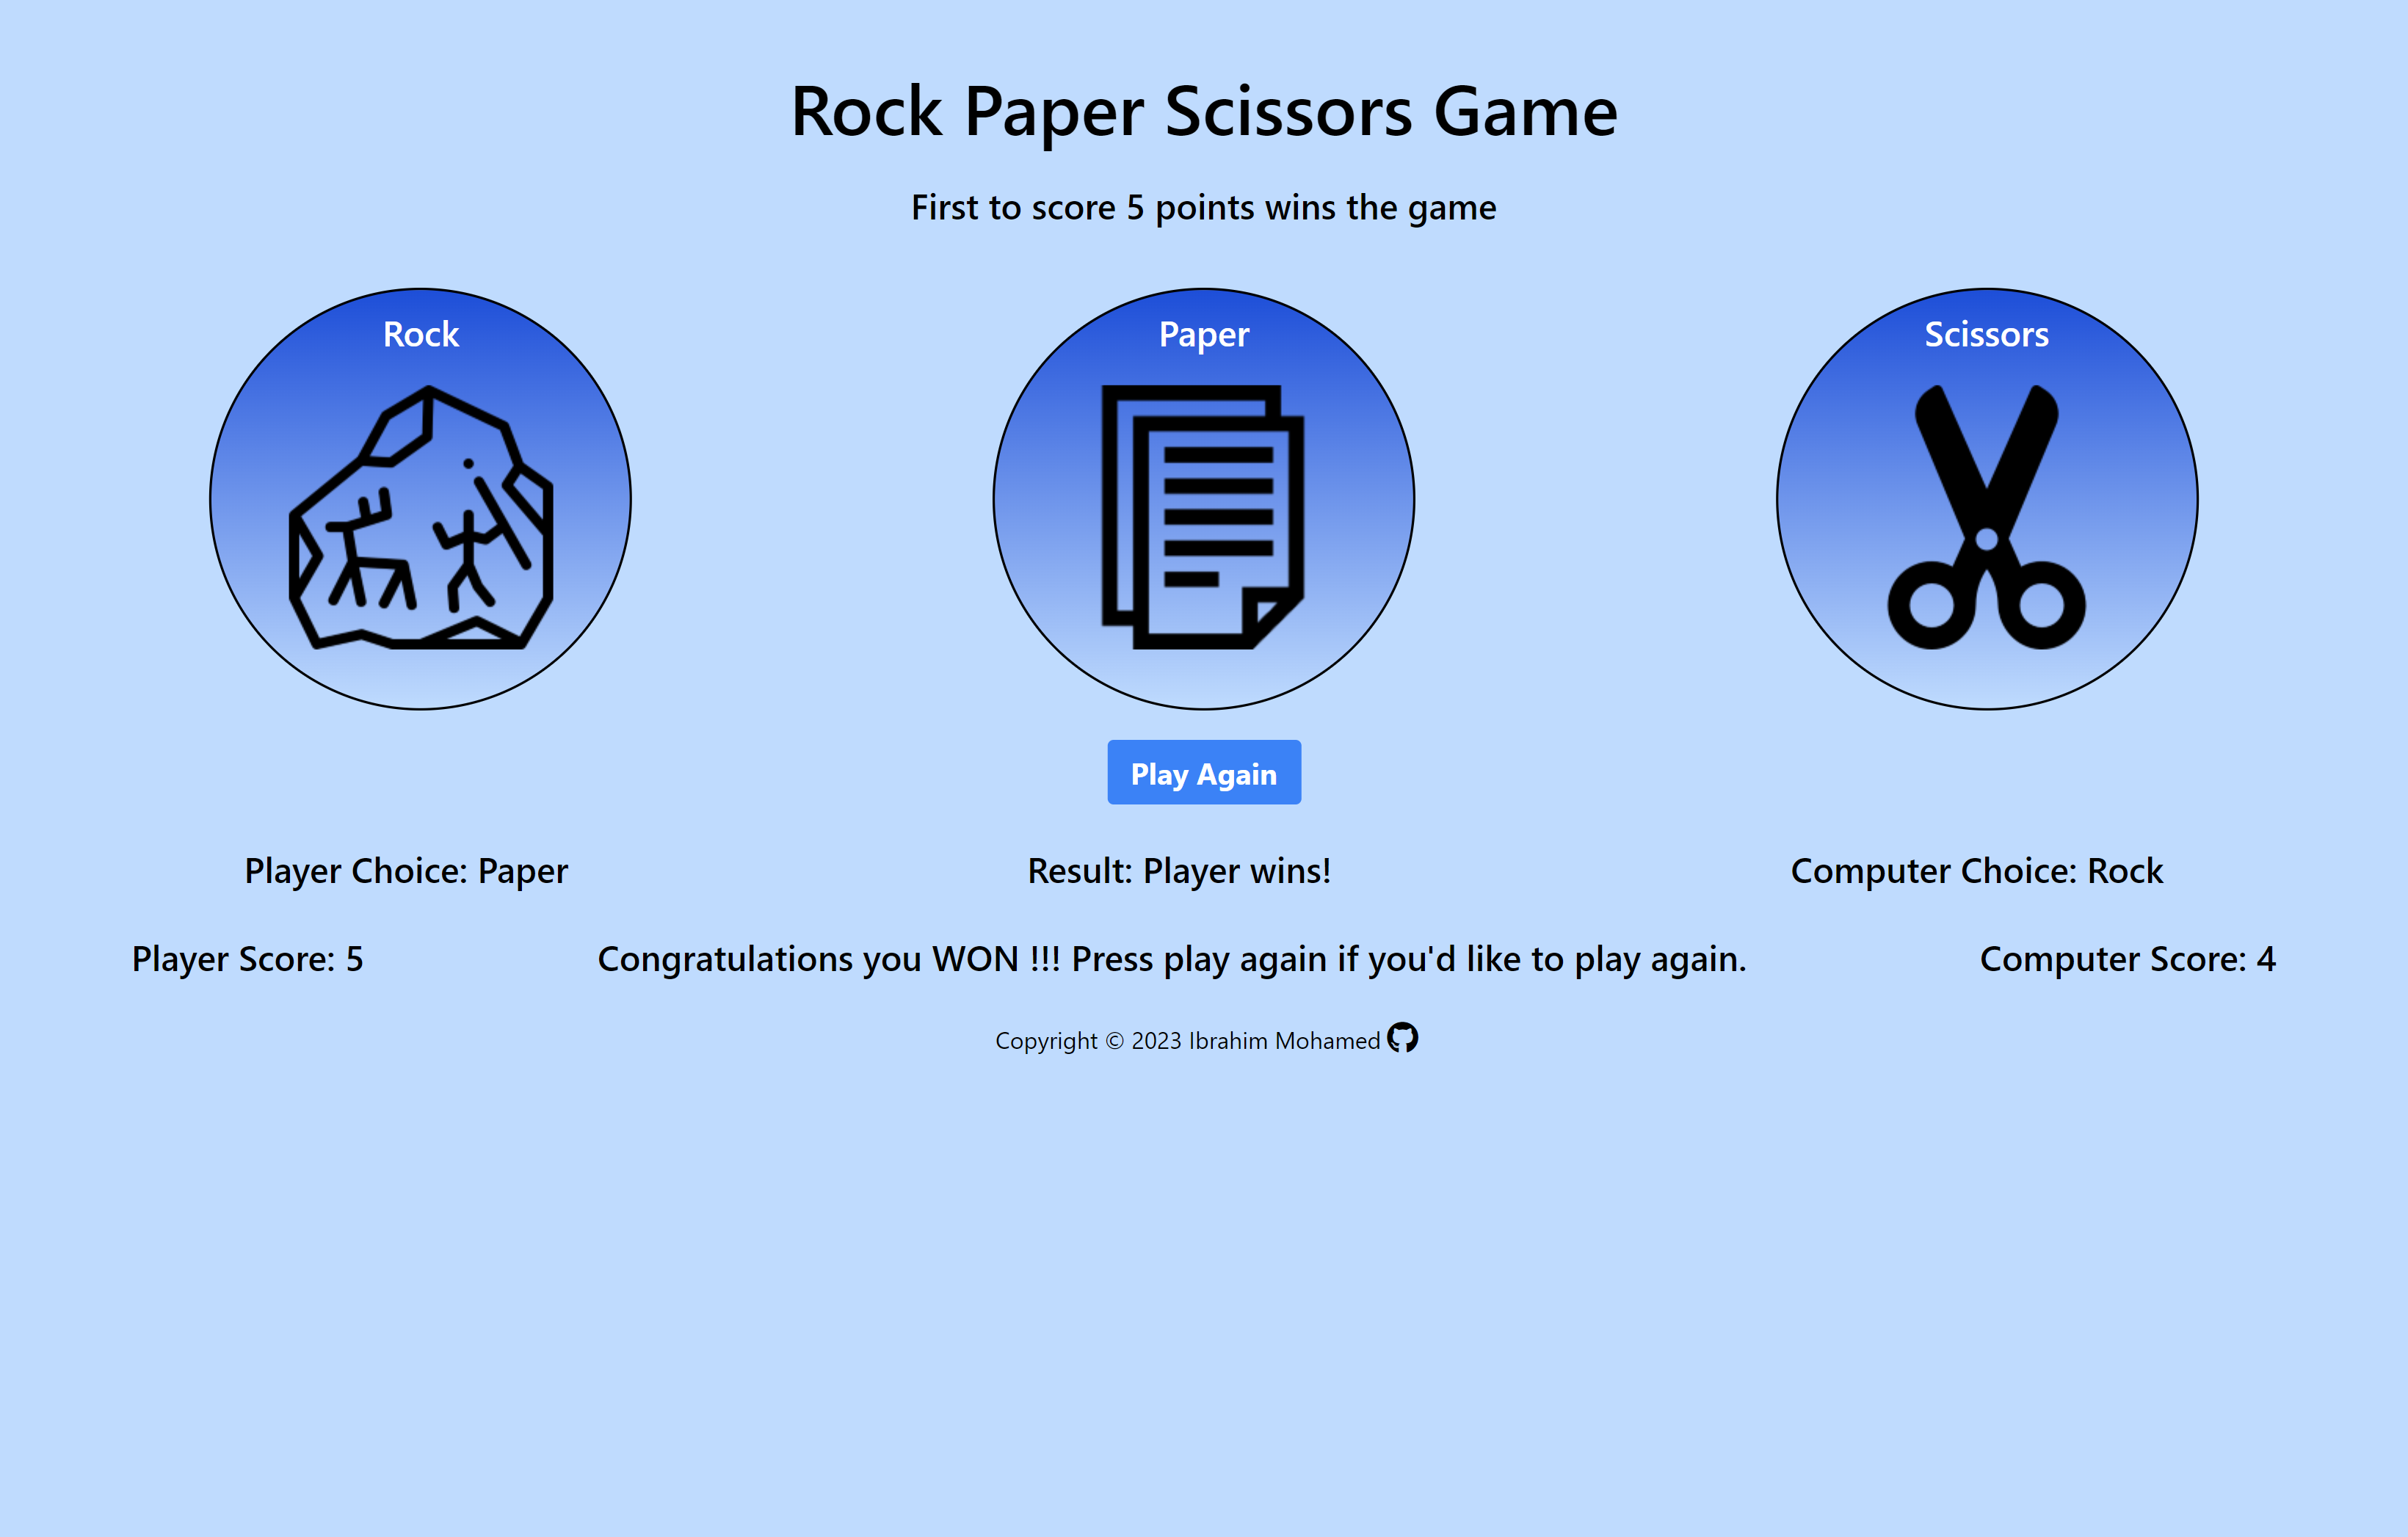 Rock Paper Scissors Game
First to score 5 points wins the game
Rock
Paper
Scissors
Play Again
Player Choice: Paper
Result: Player wins!
Computer Choice: Rock
Player Score: 5
Congratulations you WON !!! Press play again if you'd like to play again.
Computer Score: 4
Copyright © 2023 Ibrahim Mohamed